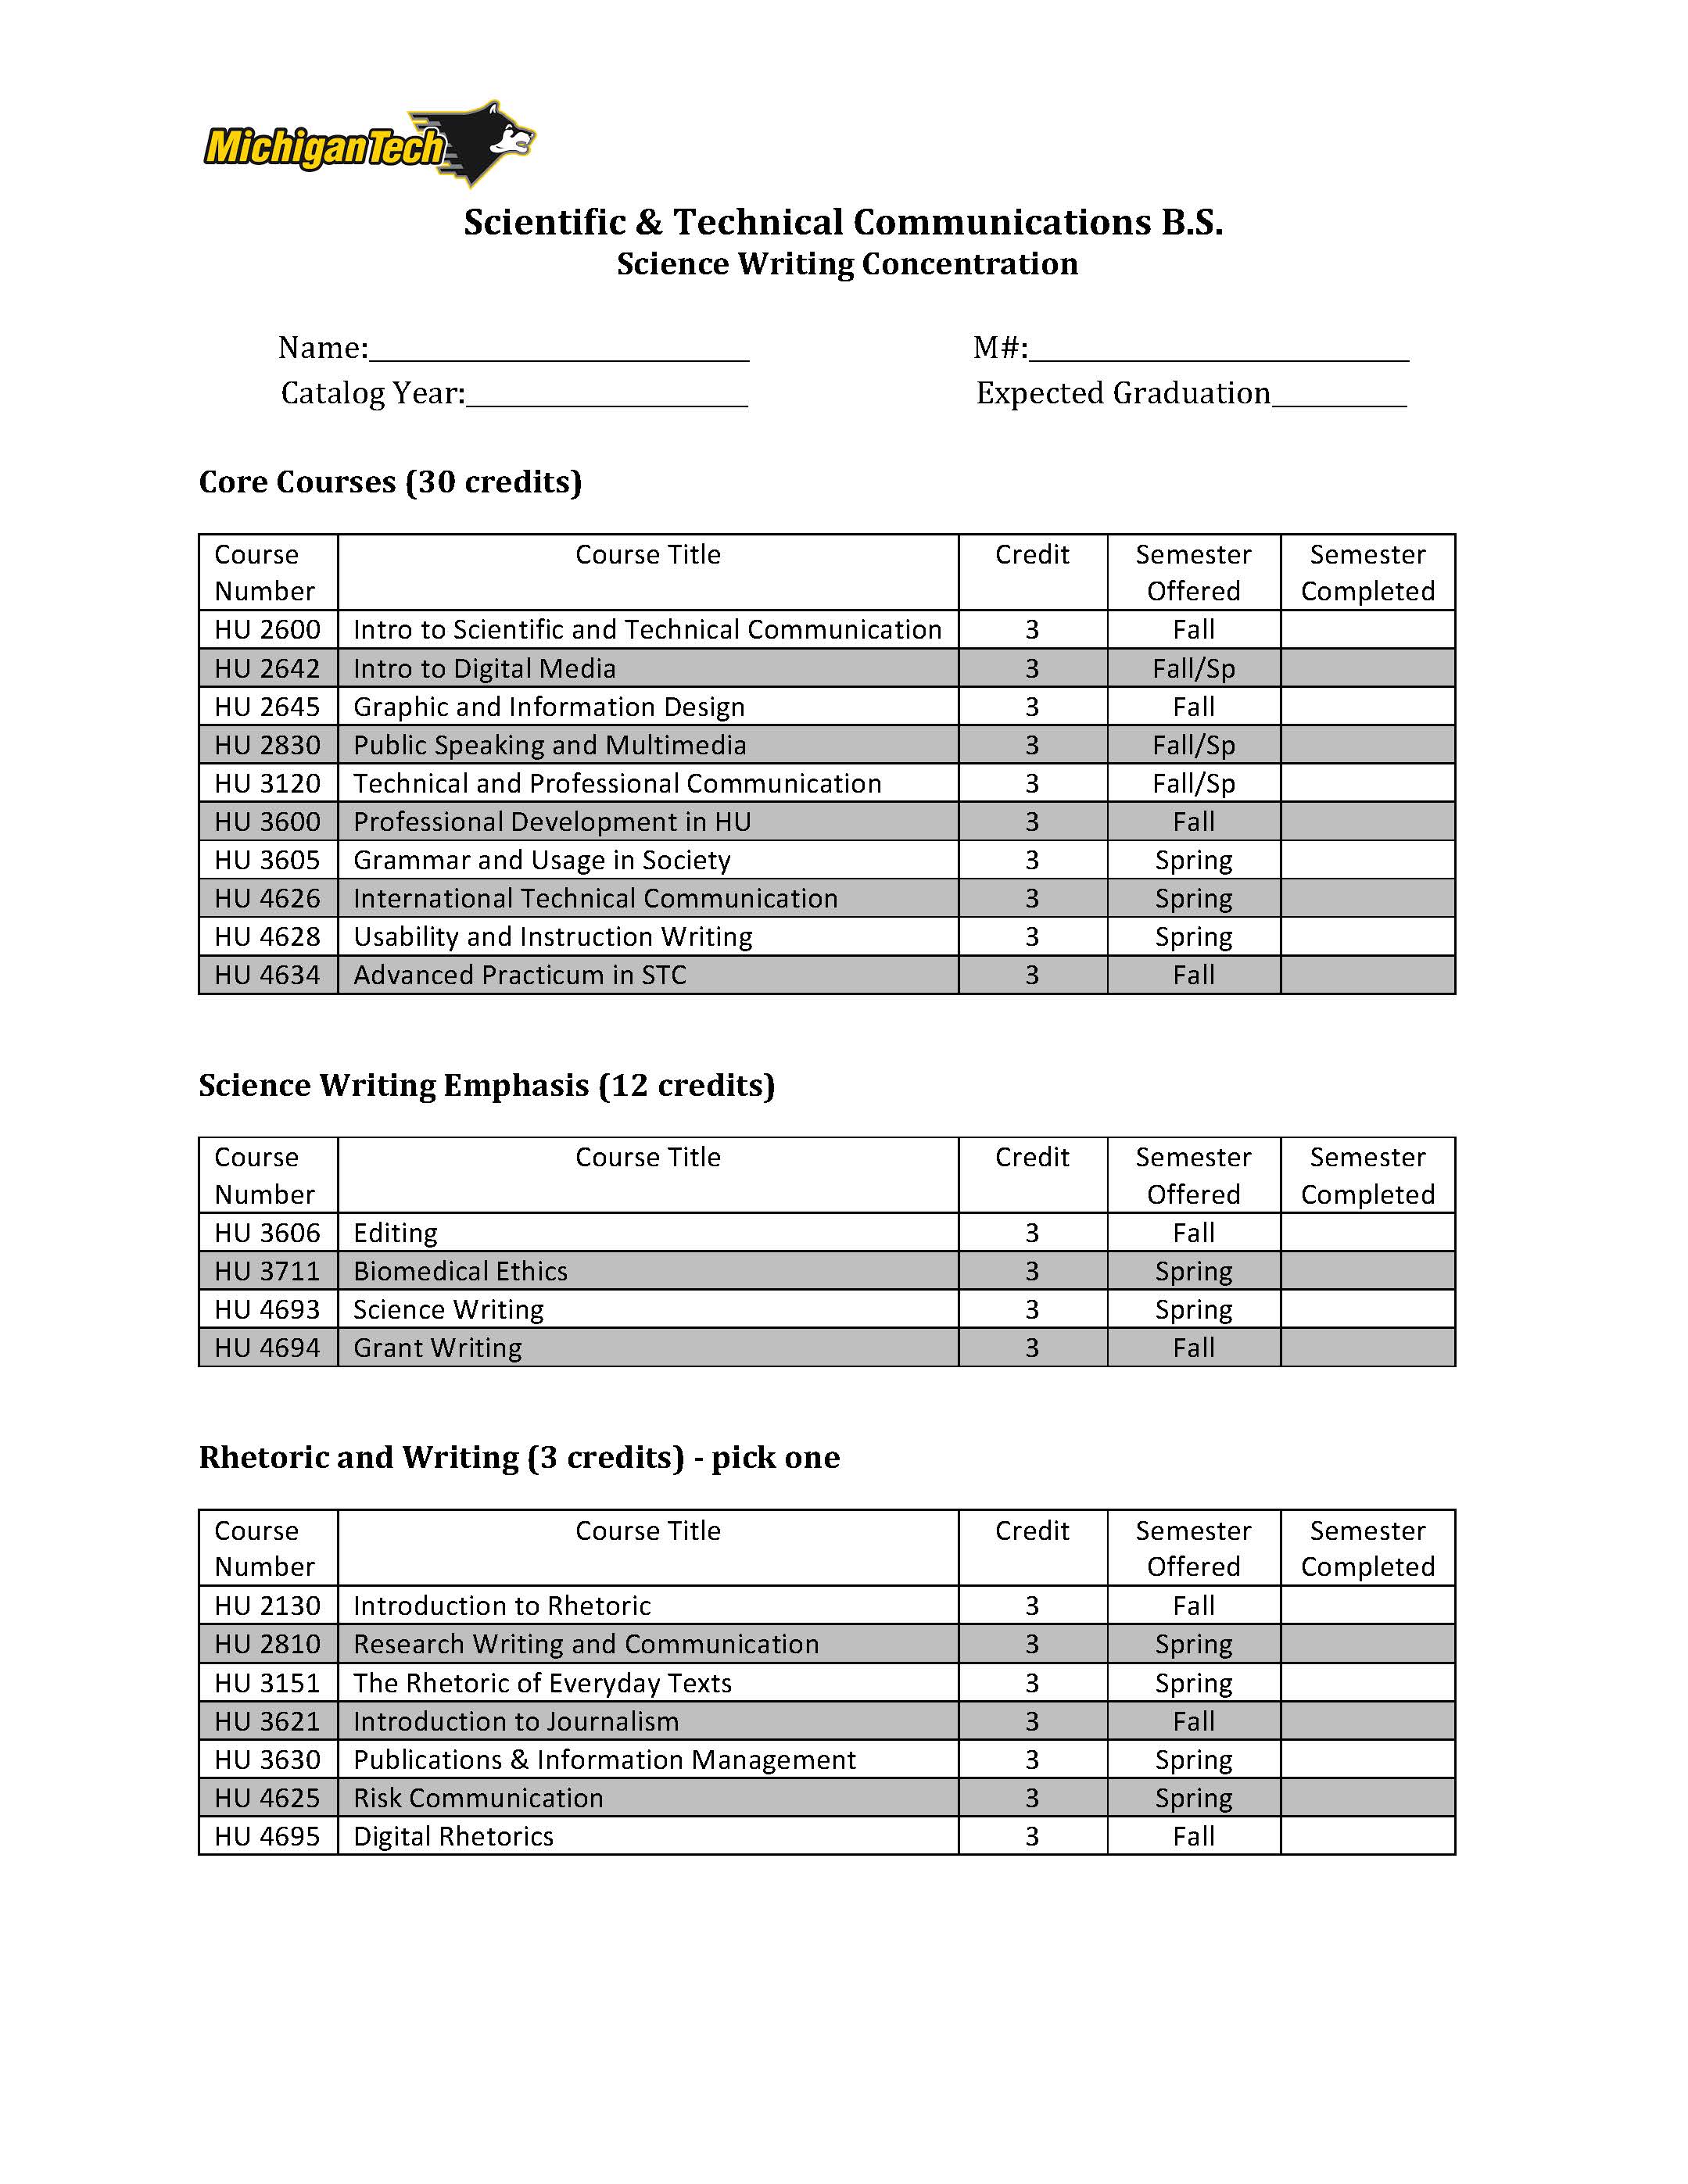 MichiganTech
Scientific & Technical Communications B.S.
Science Writing Concentration
Name:________________________ M#:________________________
Catalog Year:__________________ Expected Graduation_________
Core Courses (30 credits)
Course Number Course Title Credit Semester Offered Semester Completed
HU 2600 Intro to Scientific and Technical Communication 3 Fall
HU 2642 Intro to Digital Media 3 Fall/Sp
HU 2645 Graphic and Information Design 3 Fall
HU 2830 Public Speaking and Multimedia 3 Fall/Sp
HU 3120 Technical and Professional Communication 3 Fall/Sp
HU 3600 Professional Development in HU 3 Fall
HU 3605 Grammar and Usage in Society 3 Spring
HU 4626 International Technical Communication 3 Spring
HU 4628 Usability and Instruction Writing 3 Spring
HU 4634 Advanced Practicum in STC 3 Fall
Science Writing Emphasis (12 credits)
Course Number Course Title Credit Semester Offered Semester Completed
HU 3606 Editing 3 Fall
HU 3711 Biomedical Ethics 3 Spring
HU 4693 Science Writing 3 Spring
HU 4694 Grant Writing 3 Fall
Rhetoric and Writing (3 credits) - pick one
Course Number Course Title Credit Semester Offered Semester Completed
HU 2130 Introduction to Rhetoric 3 Fall
HU 2810 Research Writing and Communication 3 Spring
HU 3151 The Rhetoric of Everyday Texts 3 Spring
HU 3621 Introduction to Journalism 3 Fall
HU 3630 Publications & Information Management 3 Spring
HU 4625 Risk Communication 3 Spring
HU 4695 Digital Rhetorics 3 Fall